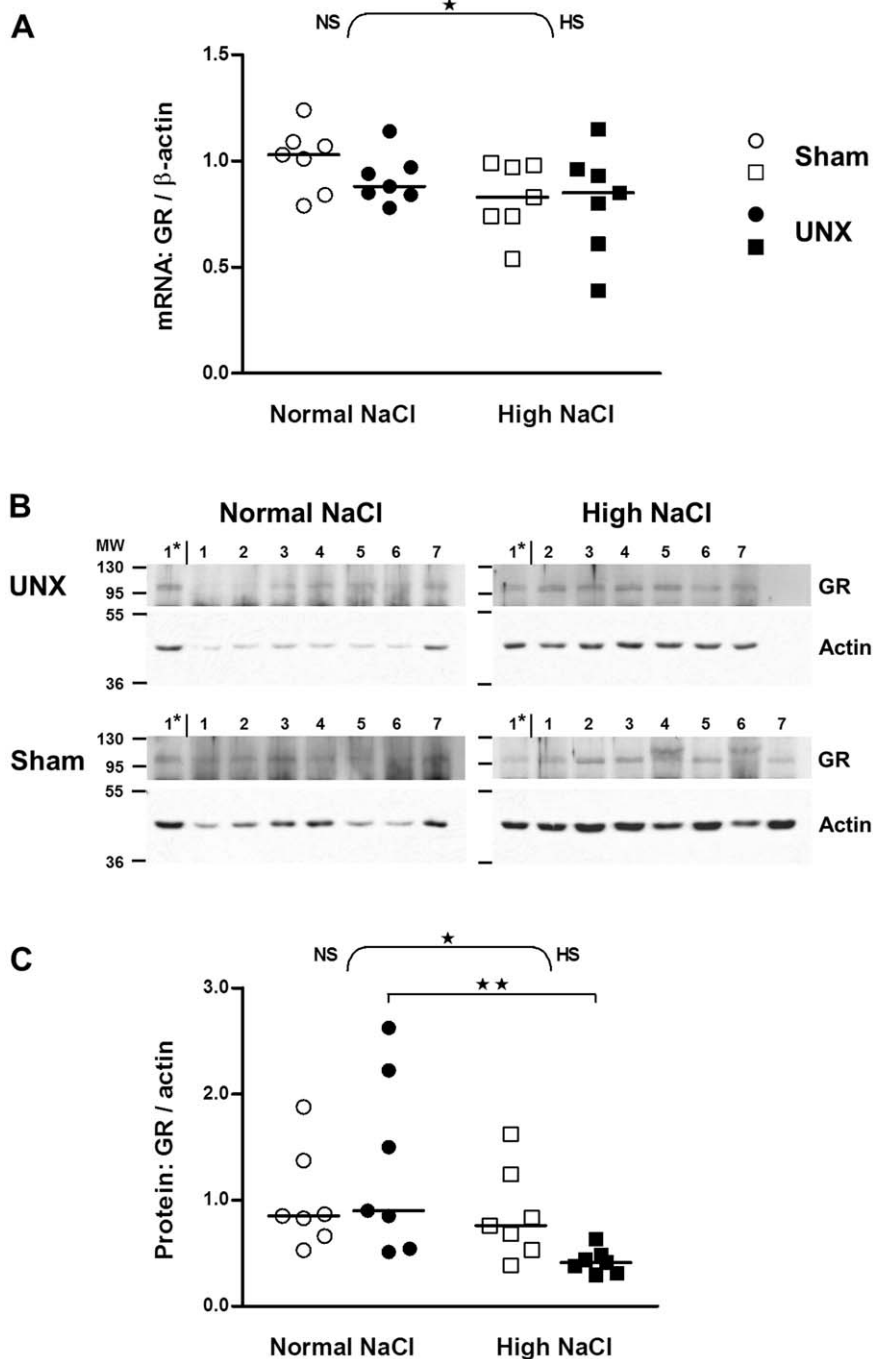 A
NS ★ HS
mRNA: GR / β-actin
1.5
1.0
0.5
0.0
Normal NaCl High NaCl
Sham
UNX
B
Normal NaCl High NaCl
MW 1* 1 2 3 4 5 6 7 1* 2 3 4 5 6 7
UNX 130 95 GR
55 Actin
36
1* 1 2 3 4 5 6 7 1* 1 2 3 4 5 6 7
Sham 130 95 GR
55 Actin
36
C
NS ★ HS
★★
Protein: GR / actin
3.0
2.0
1.0
0.0
Normal NaCl High NaCl